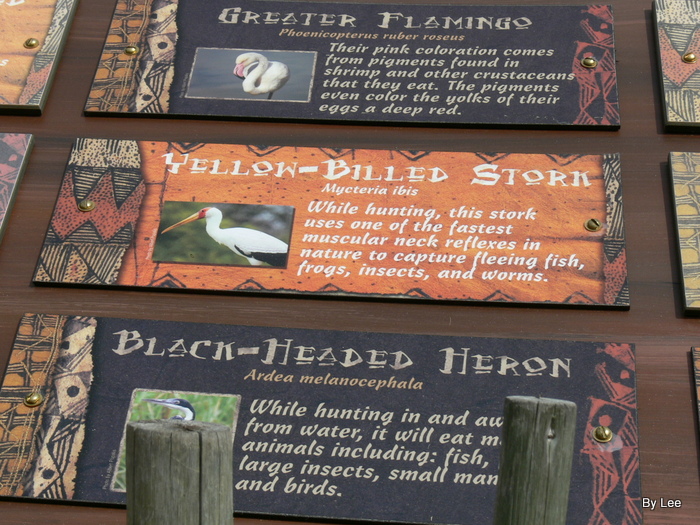 GREATER FLAMINGO
Phoenicopterus ruber roseus
Their pink coloration comes
from pigments found in
shrimp and other crustaceans
that they eat. The pigments
even color the yolks of their
eggs a deep red.
YELLOW-BILLED STORK
Mycteria ibis
While hunting, this stork
uses one of the fastest
muscular neck reflexes in
nature to capture fleeing fish,
frogs, insects, and worms.
BLACK-HEADED HERON
Ardea melanocephala
While hunting in and aw
from water, it will eat m
animals including: fish,
large insects, small mam
and birds.
By Lee